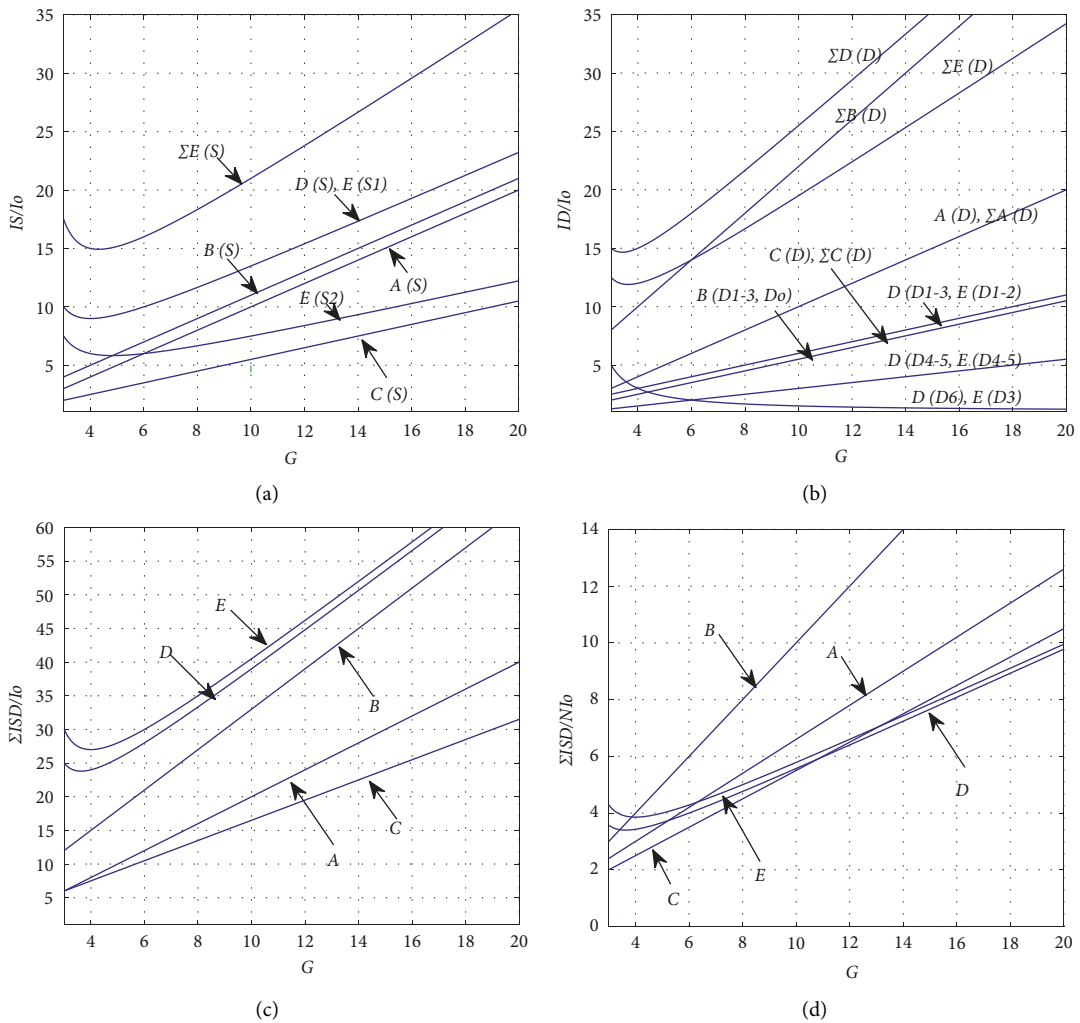 35
30
25
20
15
10
5
IS/Io
ΣE (S)
D (S), E (S1)
B (S)
A (S)
E (S2)
C (S)
4 6 8 10 12 14 16 18 20
G
(a)
35
30
25
20
15
10
5
ID/Io
ΣD (D)
ΣE (D)
ΣB (D)
A (D), ΣA (D)
C (D), ΣC (D)
B (D1-3, Do)
D (D1-3, E (D1-2)
D (D4-5, E (D4-5)
D (D6), E (D3)
4 6 8 10 12 14 16 18 20
G
(b)
60
55
50
45
40
35
30
25
20
15
10
5
ΣISD/Io
E
D
B
A
C
4 6 8 10 12 14 16 18 20
G
(c)
14
12
10
8
6
4
2
0
ΣISD/NIo
B
A
D
E
C
4 6 8 10 12 14 16 18 20
G
(d)